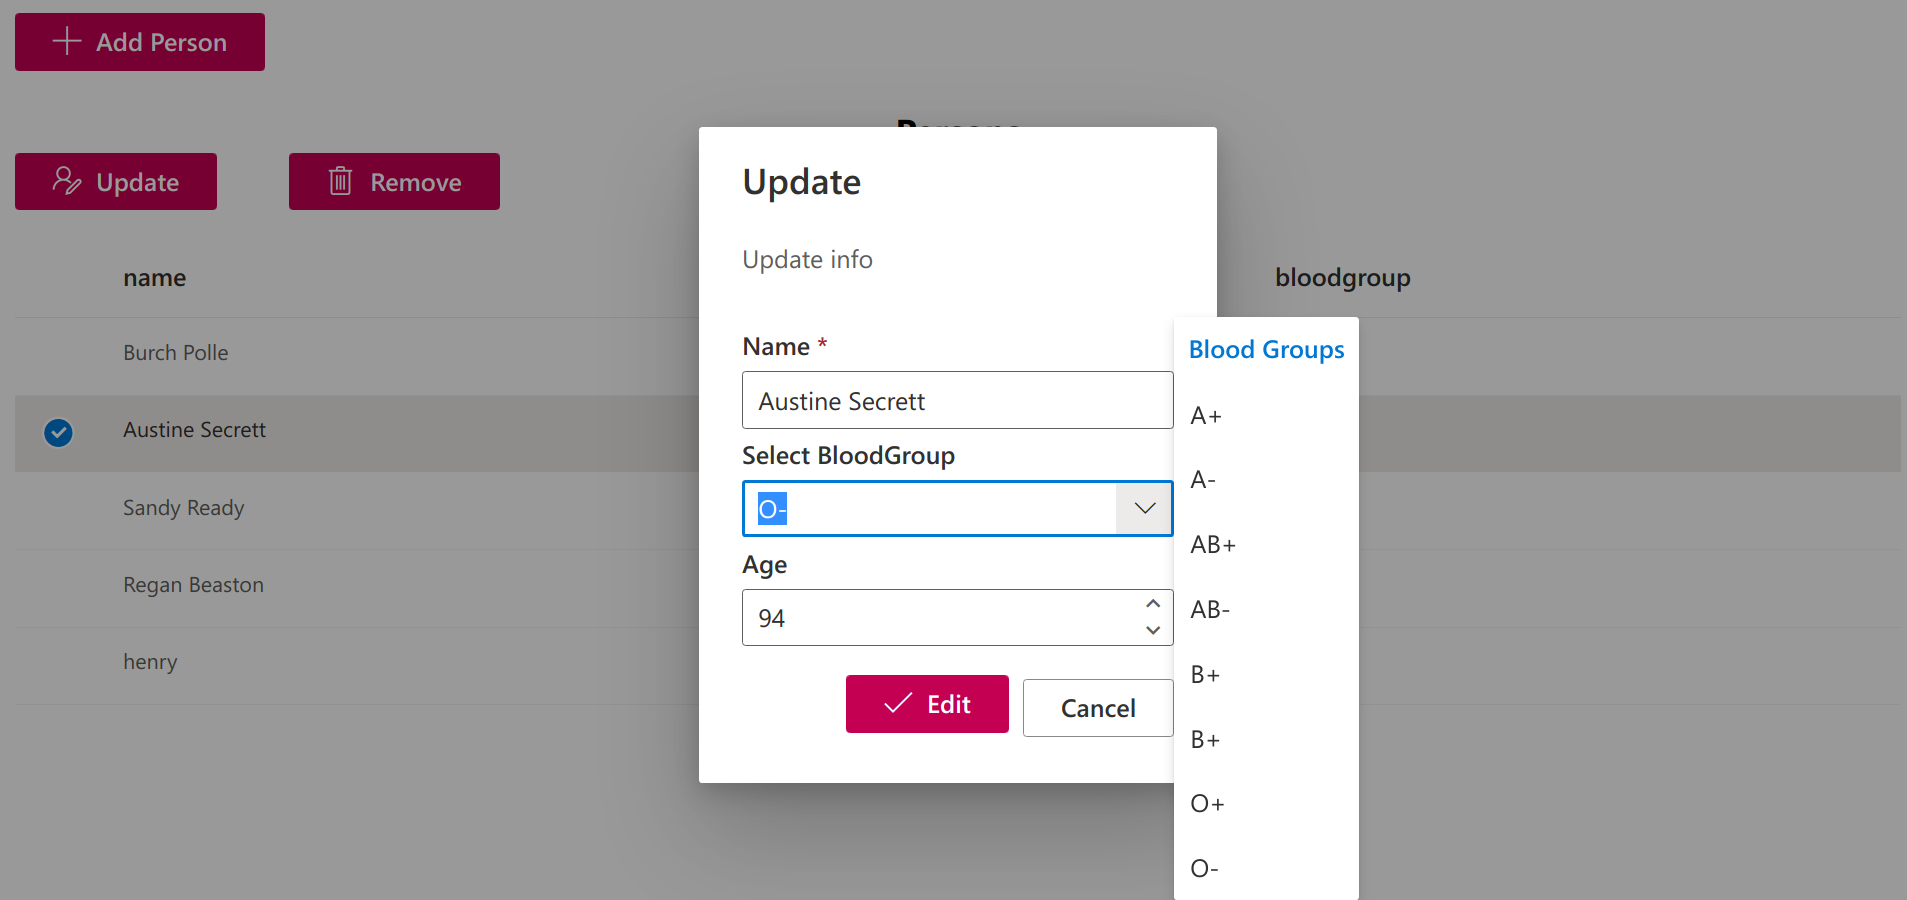 Add Person
Persons
Update
Remove
name
bloodgroup
Burch Polle
Austine Secrett
Sandy Ready
Regan Beaston
henry
Update
Update info
Name *
Austine Secrett
Select BloodGroup
O-
Age
94
Edit
Cancel
Blood Groups
A+
A-
AB+
AB-
B+
B+
O+
O-